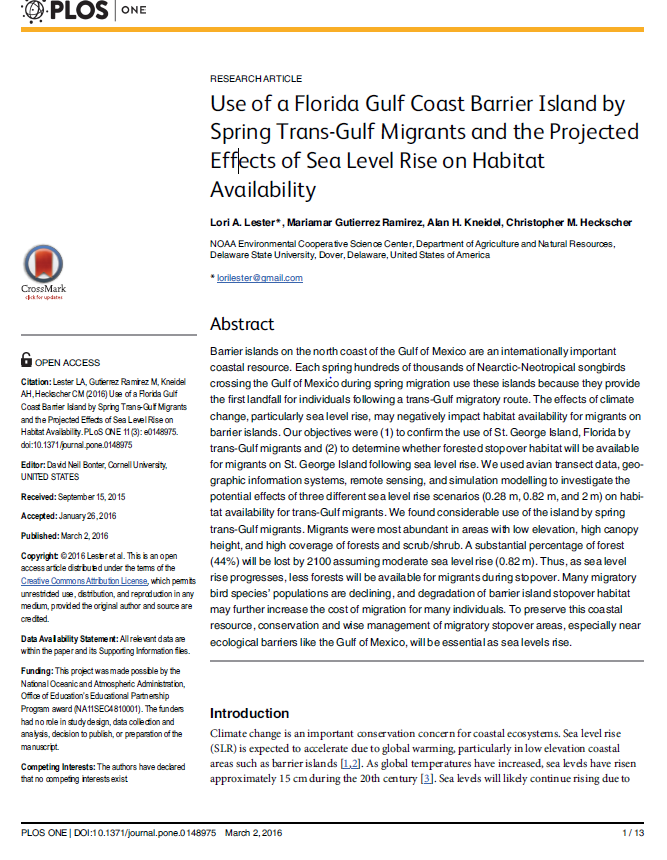 PLOS ONE
RESEARCH ARTICLE
Use of a Florida Gulf Coast Barrier Island by
Spring Trans-Gulf Migrants and the Projected
Effects of Sea Level Rise on Habitat
Availability
Lori A. Lester*, Mariamar Gutierrez Ramirez, Alan H. Kneidel, Christopher M. Heckscher
NOAA Environmental Cooperative Science Center, Department of Agriculture and Natural Resources,
Delaware State University, Dover, Delaware, United States of America
* lorilester@gmail.com
CrossMark
click for updates
Abstract
Barrier islands on the north coast of the Gulf of Mexico are an internationally important
coastal resource. Each spring hundreds of thousands of Nearctic-Neotropical songbirds
crossing the Gulf of Mexico during spring migration use these islands because they provide
the first landfall for individuals following a trans-Gulf migratory route. The effects of climate
change, particularly sea level rise, may negatively impact habitat availability for migrants on
barrier islands. Our objectives were (1) to confirm the use of St. George Island, Florida by
trans-Gulf migrants and (2) to determine whether forested stopover habitat will be available
for migrants on St. George Island following sea level rise. We used avian transect data, geo-
graphic information systems, remote sensing, and simulation modelling to investigate the
potential effects of three different sea level rise scenarios (0.28 m, 0.82 m, and 2 m) on habi-
tat availability for trans-Gulf migrants. We found considerable use of the island by spring
trans-Gulf migrants. Migrants were most abundant in areas with low elevation, high canopy
height, and high coverage of forests and scrub/shrub. A substantial percentage of forest
(44%) will be lost by 2100 assuming moderate sea level rise (0.82 m). Thus, as sea level
rise progresses, less forests will be available for migrants during stopover. Many migratory
bird species' populations are declining, and degradation of barrier island stopover habitat
may further increase the cost of migration for many individuals. To preserve this coastal
resource, conservation and wise management of migratory stopover areas, especially near
ecological barriers like the Gulf of Mexico, will be essential as sea levels rise.
OPEN ACCESS
Citation: Lester LA, Gutierrez Ramirez M, Kneidel
AH, Heckscher CM (2016) Use of a Florida Gulf
Coast Barrier Island by Spring Trans-Gulf Migrants
and the Projected Effects of Sea Level Rise on
Habitat Availability. PLoS ONE 11(3): e0148975.
doi:10.1371/journal.pone.0148975
Editor: David Neil Bonter, Cornell University,
UNITED STATES
Received: September 15, 2015
Accepted: January 26, 2016
Published: March 2, 2016
Copyright: © 2016 Lester et al. This is an open
access article distributed under the terms of the
Creative Commons Attribution License, which permits
unrestricted use, distribution, and reproduction in any
medium, provided the original author and source are
credited.
Data Availability Statement: All relevant data are
within the paper and its Supporting Information files.
Funding: This project was made possible by the
National Oceanic and Atmospheric Administration,
Office of Education's Educational Partnership
Program award (NA11SEC4810001). The funders
had no role in study design, data collection and
analysis, decision to publish, or preparation of the
manuscript.
Competing Interests: The authors have declared
that no competing interests exist.
Introduction
Climate change is an important conservation concern for coastal ecosystems. Sea level rise
(SLR) is expected to accelerate due to global warming, particularly in low elevation coastal
areas such as barrier islands [1,2]. As global temperatures have increased, sea levels have risen
approximately 15 cm during the 20th century [3]. Sea levels will likely continue rising due to
PLOS ONE | DOI:10.1371/journal.pone.0148975 March 2, 2016
1 / 13